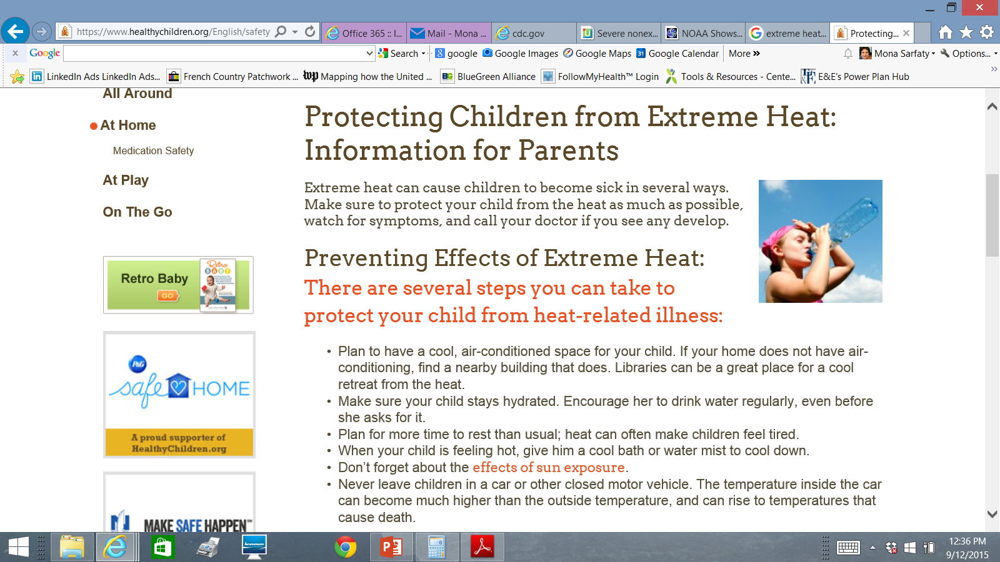 https://www.healthychildren.org/English/safety
Office 365 :: I...
Mail - Mona ...
cdc.gov
Severe nonex...
NOAA Shows...
extreme heat...
Protecting...
x Google
Search
google
Google Images
31 Google Calendar
Google Maps
More »
Mona Sarfaty
Options...
LinkedIn Ads LinkedIn Ads...
French Country Patchwork ...
wp Mapping how the United ...
BG BlueGreen Alliance
FollowMyHealth™ Login
Tools & Resources - Cente...
E&E's Power Plan Hub
All Around
At Home
Medication Safety
At Play
On The Go
Retro Baby
GO
Retro
BABY
P&G
safe HOME
A proud supporter of
HealthyChildren.org
MAKE SAFE HAPPEN
Protecting Children from Extreme Heat:
Information for Parents
Extreme heat can cause children to become sick in several ways.
Make sure to protect your child from the heat as much as possible,
watch for symptoms, and call your doctor if you see any develop.
Preventing Effects of Extreme Heat:
There are several steps you can take to
protect your child from heat-related illness:
• Plan to have a cool, air-conditioned space for your child. If your home does not have air-
conditioning, find a nearby building that does. Libraries can be a great place for a cool
retreat from the heat.
• Make sure your child stays hydrated. Encourage her to drink water regularly, even before
she asks for it.
• Plan for more time to rest than usual; heat can often make children feel tired.
• When your child is feeling hot, give him a cool bath or water mist to cool down.
• Don’t forget about the effects of sun exposure.
• Never leave children in a car or other closed motor vehicle. The temperature inside the car
can become much higher than the outside temperature, and can rise to temperatures that
cause death.
12:36 PM
9/12/2015